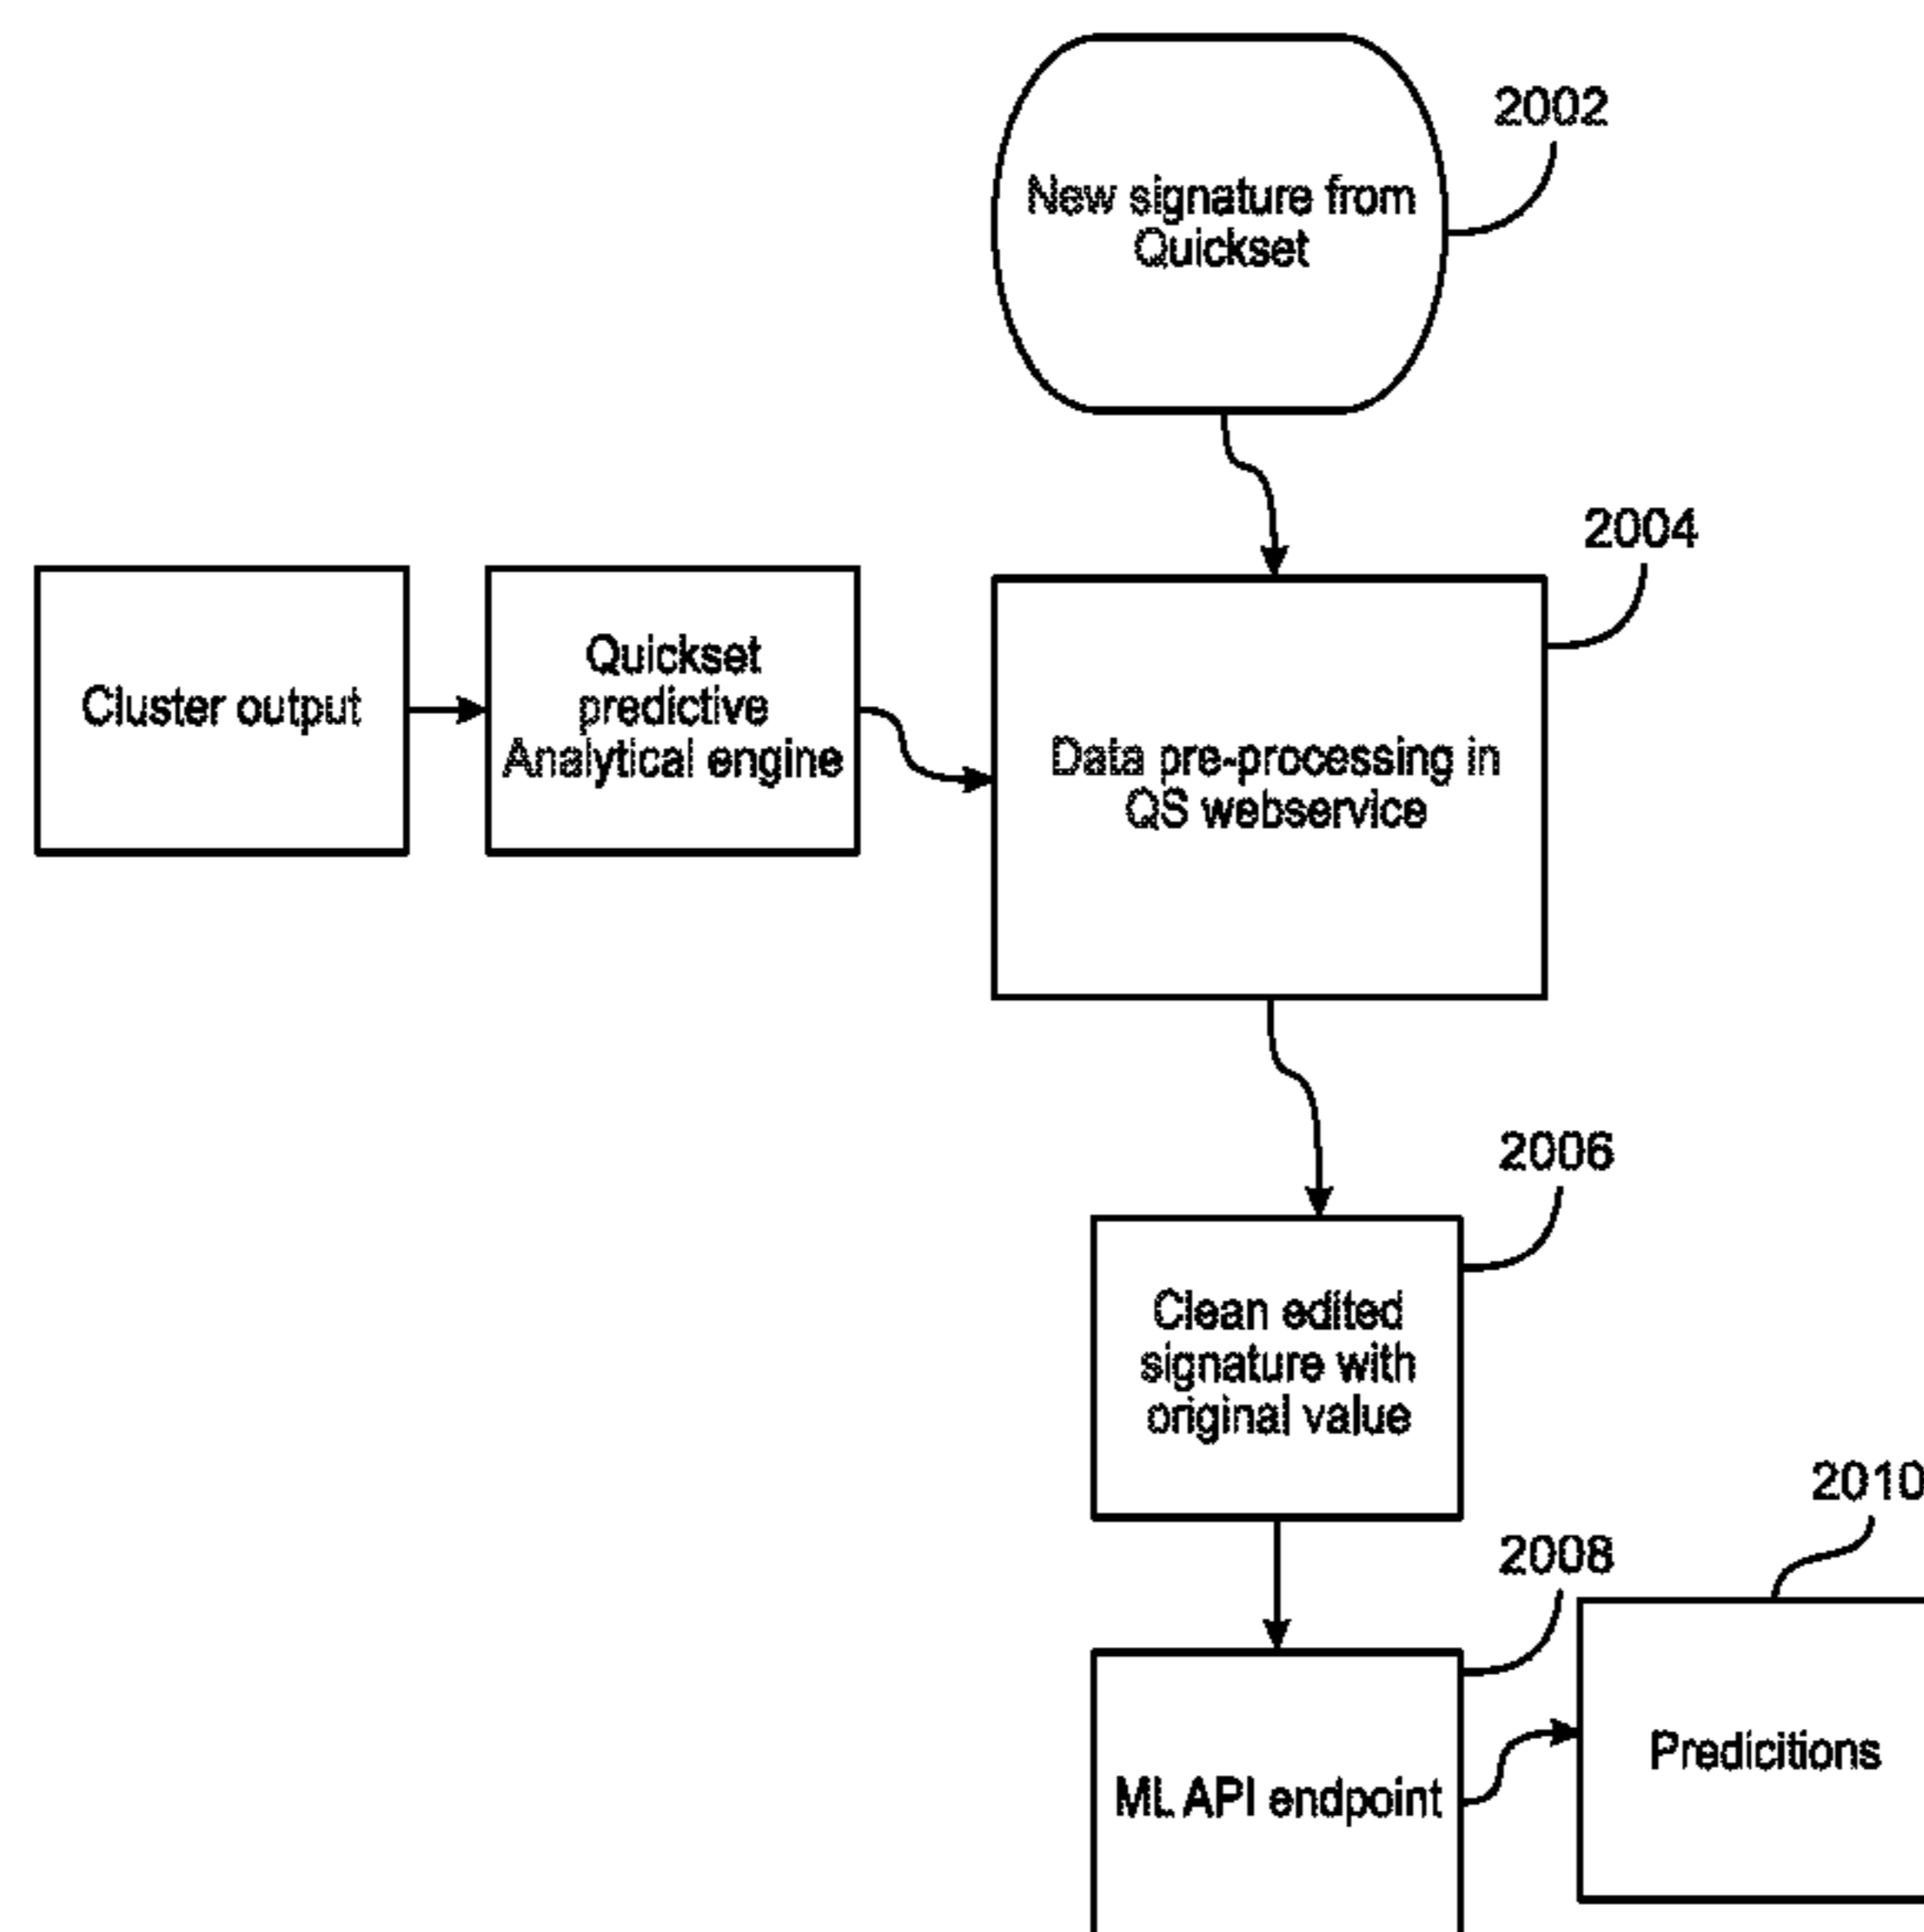 2002
New signature from
Quickset
2004
Cluster output
Quickset
predictive
Analytical engine
Data pre-processing in
QS webservice
2006
Clean edited
signature with
original value
2010
2008
ML API endpoint
Predicitions